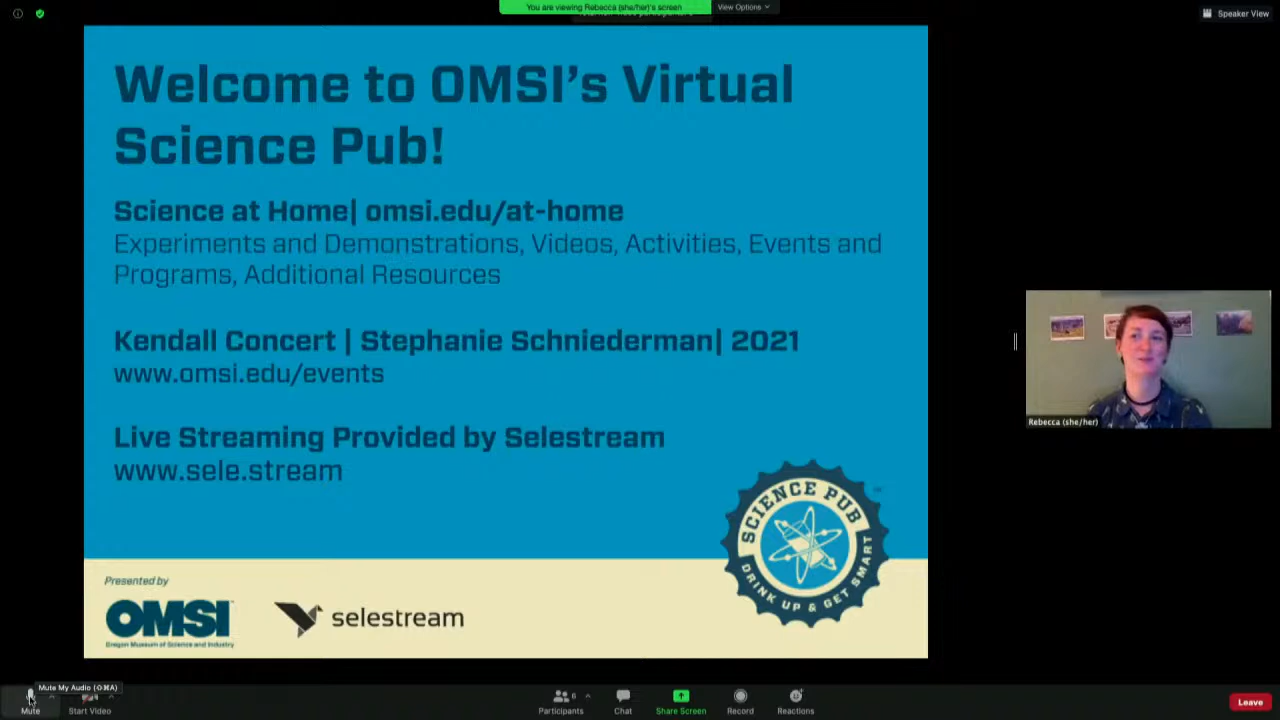 You are viewing Rebecca (she/her)'s screen
View Options
Speaker View
Welcome to OMSI's Virtual
Science Pub!
Science at Home| omsi.edu/at-home
Experiments and Demonstrations, Videos, Activities, Events and
Programs, Additional Resources
Kendall Concert | Stephanie Schniederman| 2021
www.omsi.edu/events
Live Streaming Provided by Selestream
www.sele.stream
SCIENCE PUB
DRINK UP & GET SMART
Presented by
OMSI
Oregon Museum of Science and Industry
selestream
Rebecca (she/her)
Mute My Audio (⇧⌘A)
Mute
Start Video
6
Participants
Chat
Share Screen
Record
Reactions
Leave